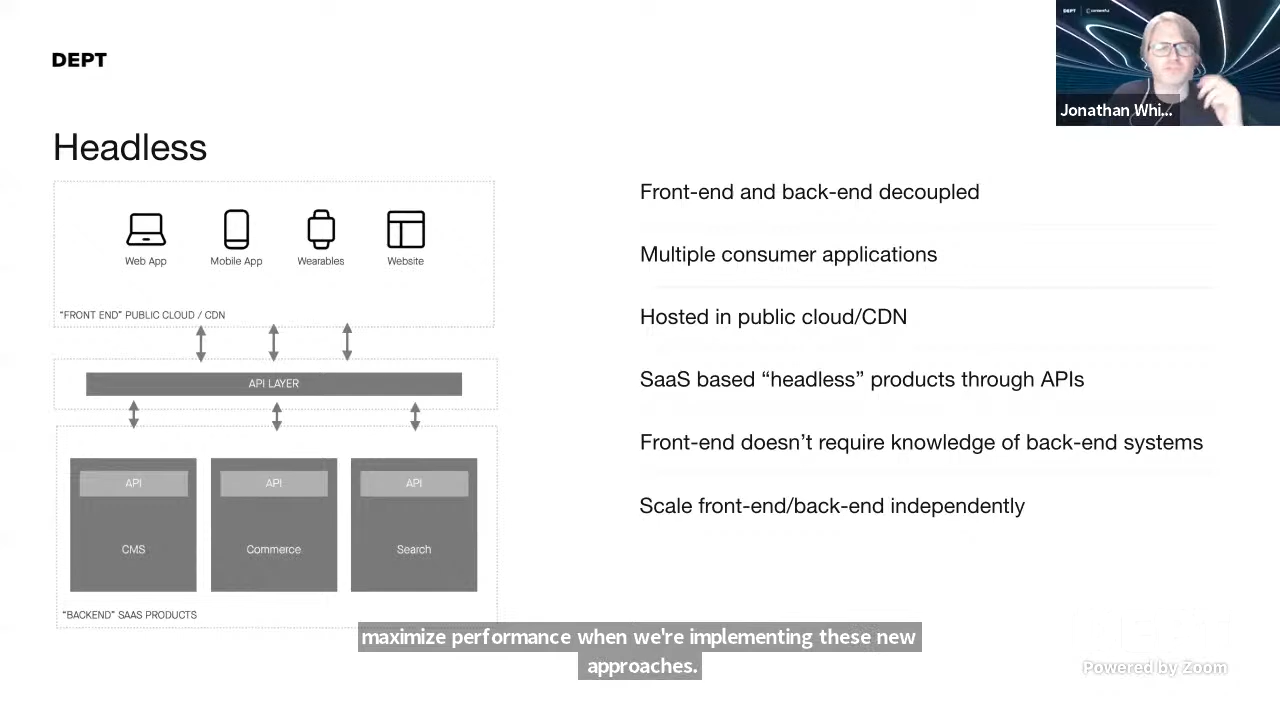 DEPT
DEPT
contentful
Jonathan Whi...
Headless
Web App
Mobile App
Wearables
Website
“FRONT END” PUBLIC CLOUD / CDN
API LAYER
API
API
API
CMS
Commerce
Search
“BACKEND” SAAS PRODUCTS
Front-end and back-end decoupled
Multiple consumer applications
Hosted in public cloud/CDN
SaaS based “headless” products through APIs
Front-end doesn’t require knowledge of back-end systems
Scale front-end/back-end independently
maximize performance when we're implementing these new
approaches.
Powered by Zoom